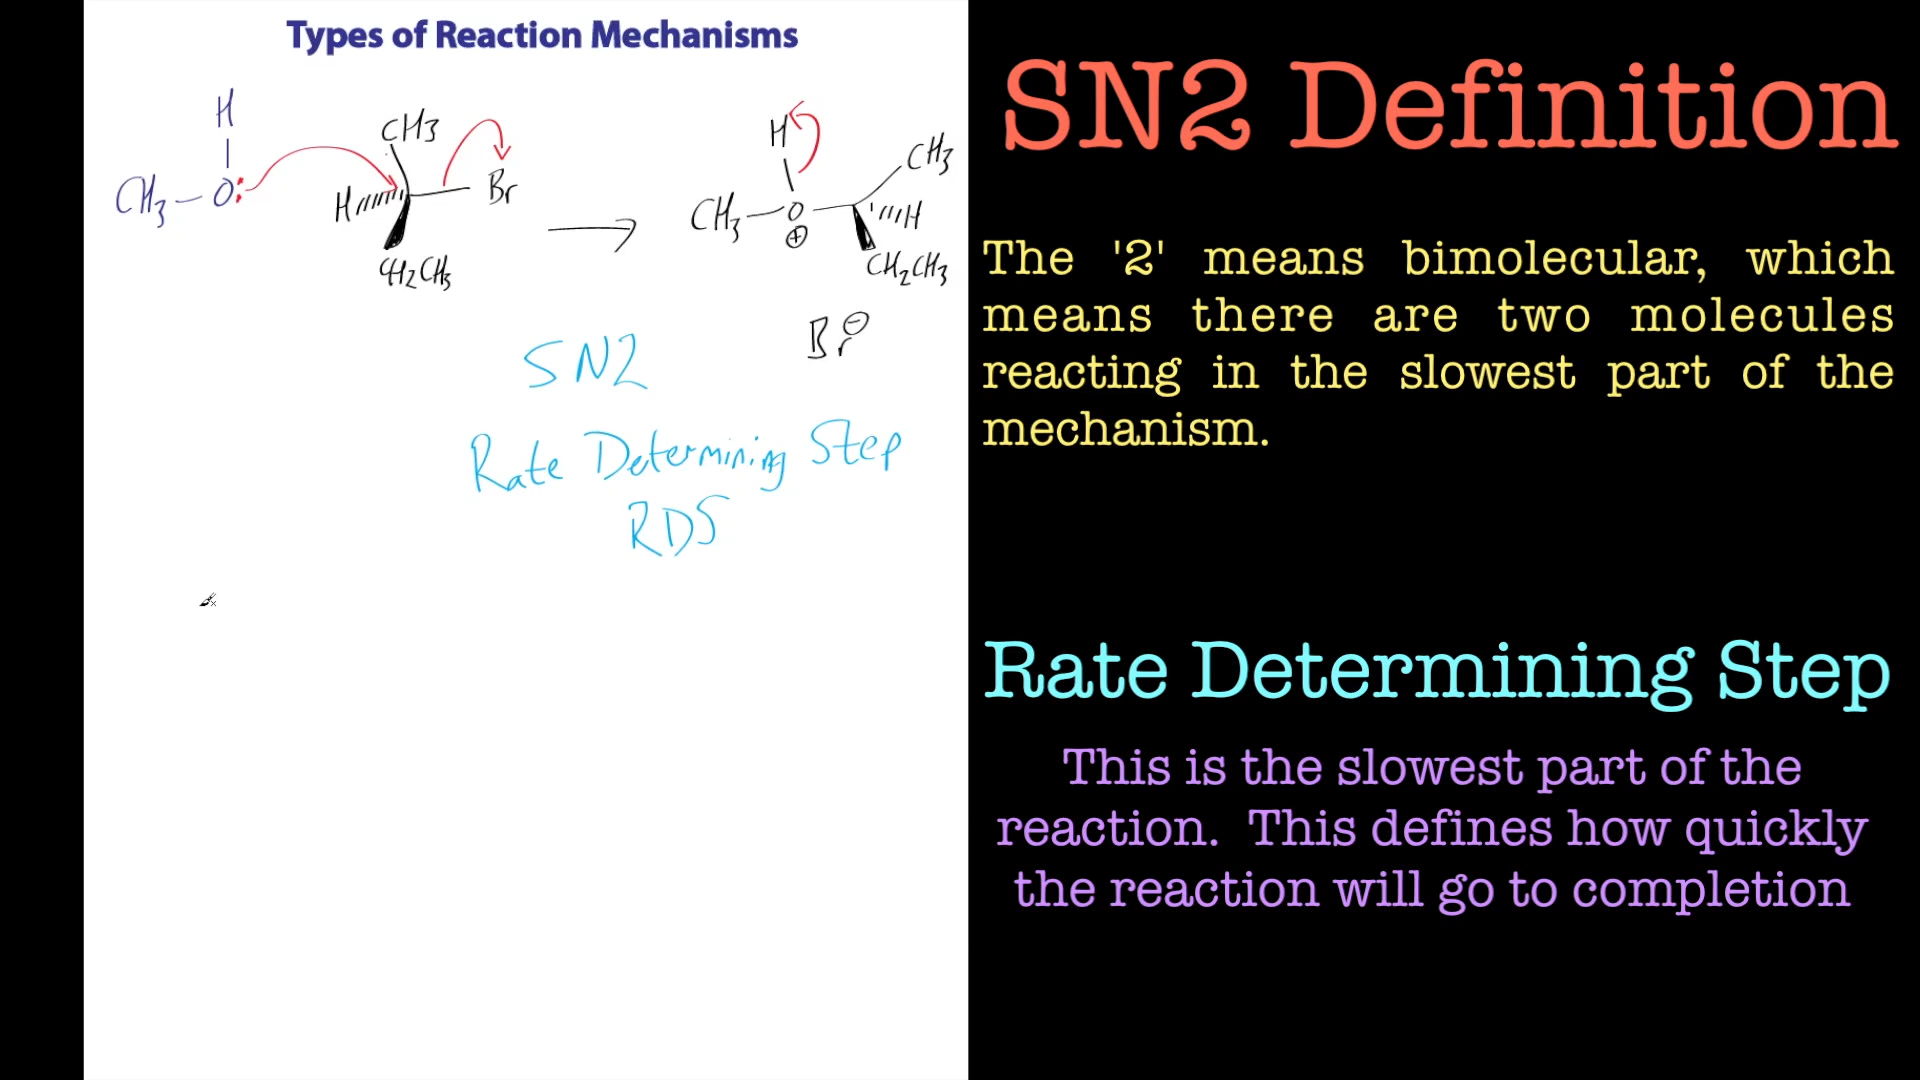 Types of Reaction Mechanisms
H
CH3
CH3 – O:
H
Br
CH2CH3
H
CH3
CH3 — O
H
⊕
CH2CH3
Br⊖
SN2
Rate Determining Step
RDS
SN2 Definition
The '2' means bimolecular, which
means there are two molecules
reacting in the slowest part of the
mechanism.
Rate Determining Step
This is the slowest part of the
reaction. This defines how quickly
the reaction will go to completion